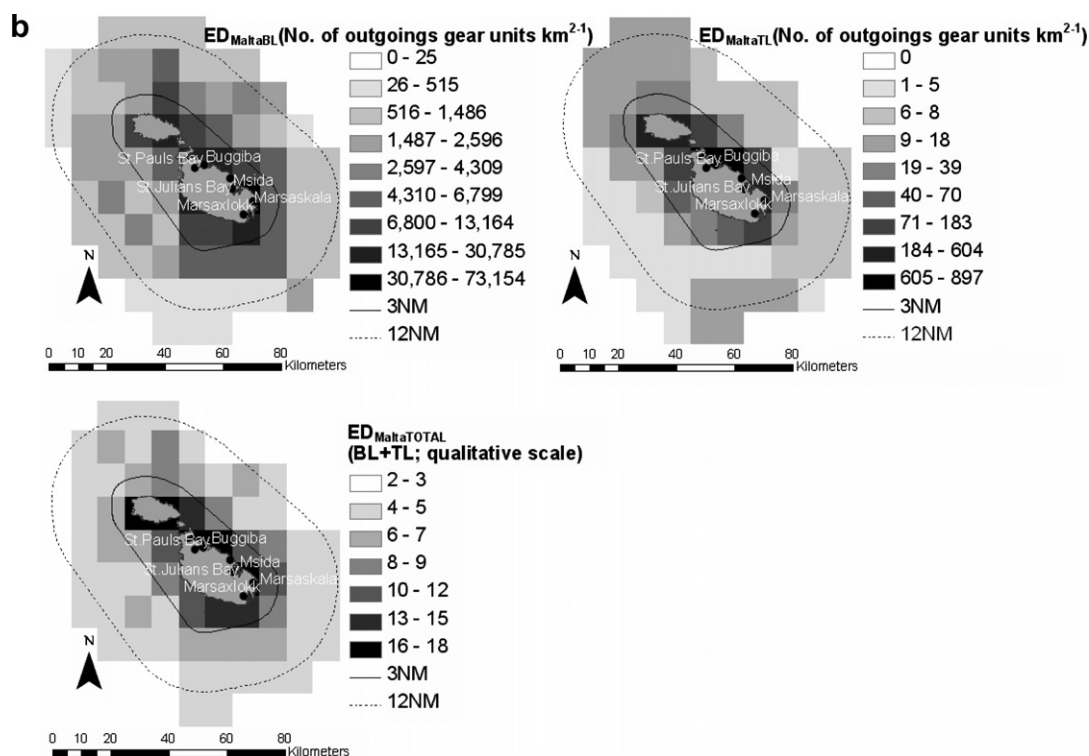 b
ED_MaltaBL (No. of outgoings gear units km²⁻¹)
0 - 25
26 - 515
516 - 1,486
1,487 - 2,596
2,597 - 4,309
4,310 - 6,799
6,800 - 13,164
13,165 - 30,785
30,786 - 73,154
3NM
12NM
St.Pauls Bay
Buggiba
St.Julians Bay
Msida
Marsaxlokk
Marsaskala
N
0 20 40 60 80
Kilometers
ED_MaltaTL (No. of outgoings gear units km²⁻¹)
0
1 - 5
6 - 8
9 - 18
19 - 39
40 - 70
71 - 183
184 - 604
605 - 897
3NM
12NM
St.Pauls Bay
Buggiba
St.Julians Bay
Msida
Marsaxlokk
Marsaskala
N
0 20 40 60 80
Kilometers
ED_MaltaTOTAL
(BL+TL; qualitative scale)
2 - 3
4 - 5
6 - 7
8 - 9
10 - 12
13 - 15
16 - 18
3NM
12NM
St.Pauls Bay
Buggiba
St.Julians Bay
Msida
Marsaxlokk
Marsaskala
N
0 10 20 40 60 80
Kilometers